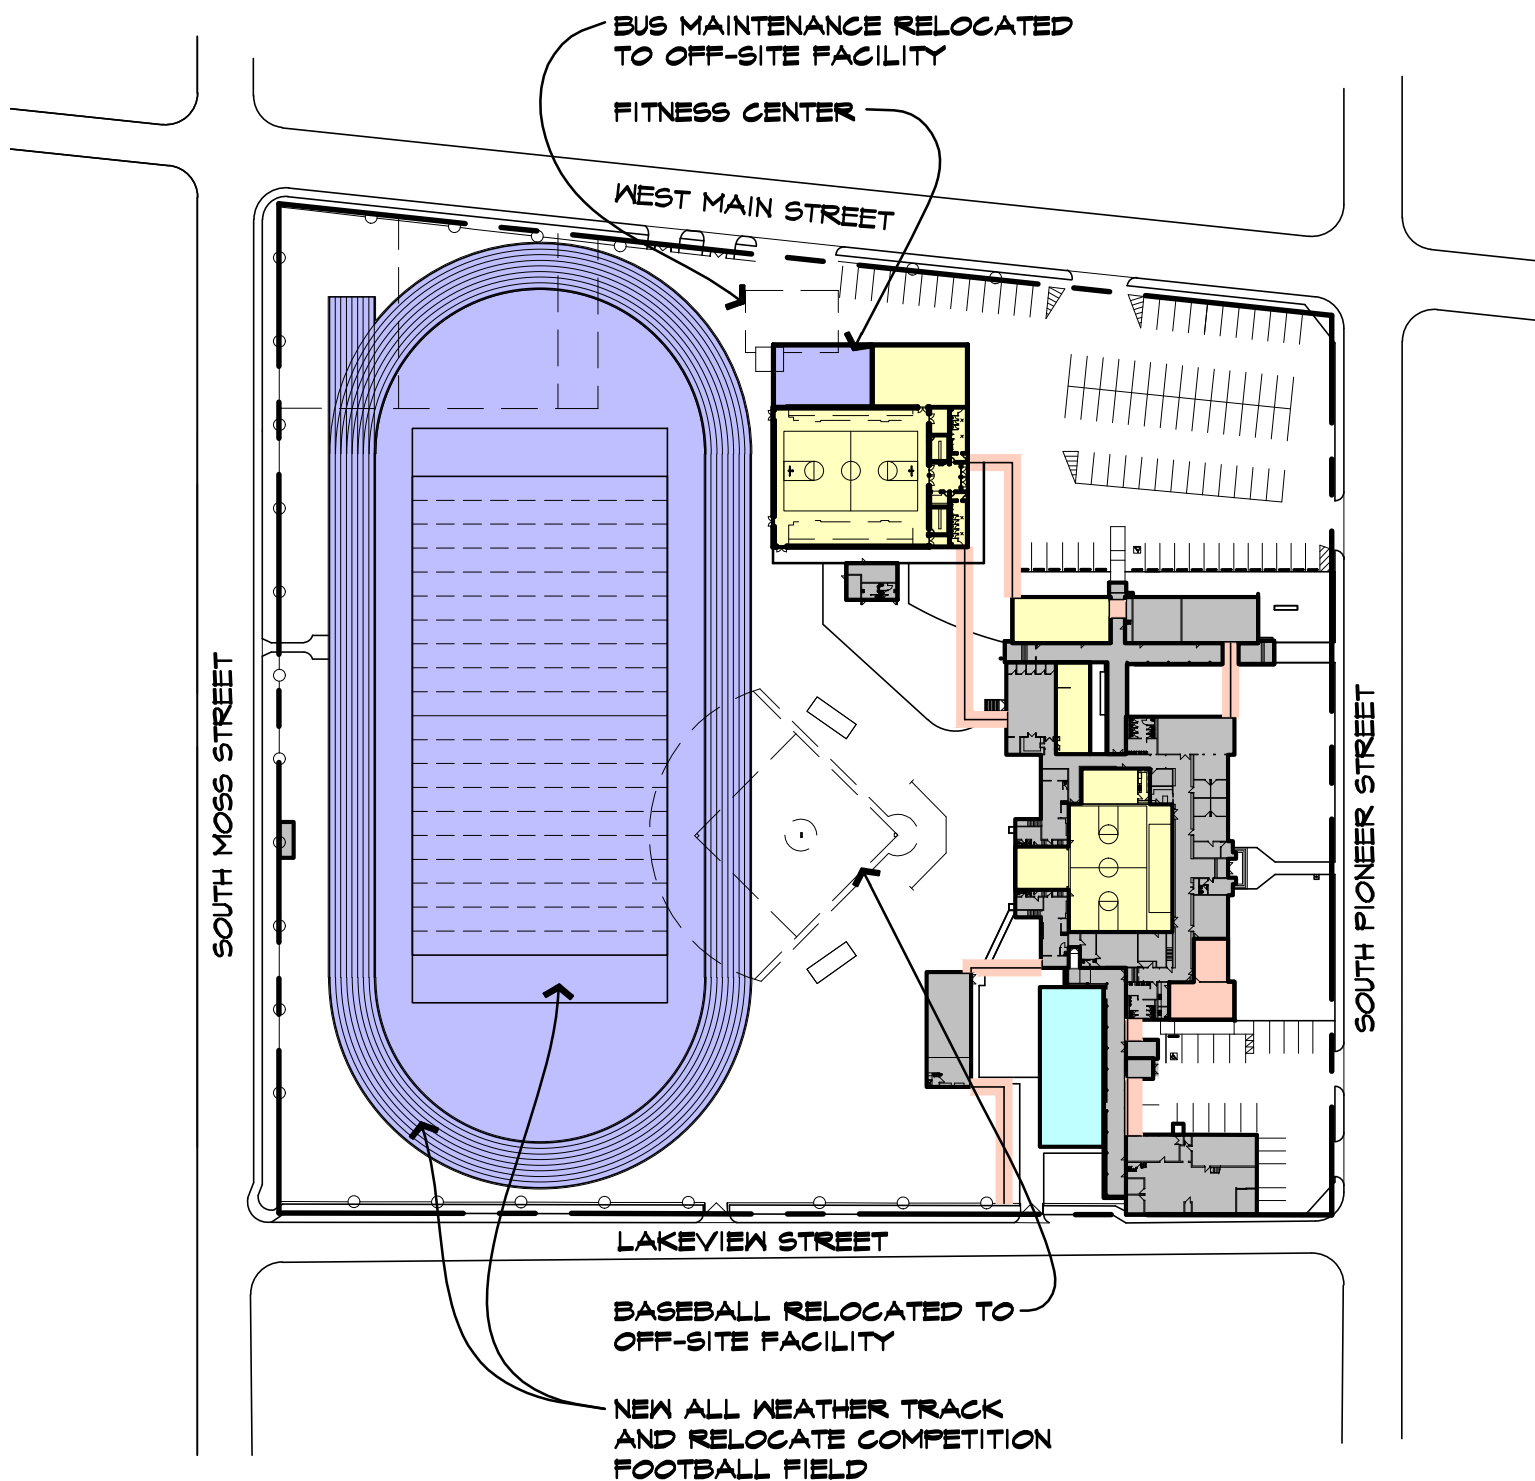 BUS MAINTENANCE RELOCATED
TO OFF-SITE FACILITY
FITNESS CENTER
WEST MAIN STREET
SOUTH MOSS STREET
SOUTH PIONEER STREET
LAKEVIEW STREET
BASEBALL RELOCATED TO
OFF-SITE FACILITY
NEW ALL WEATHER TRACK
AND RELOCATE COMPETITION
FOOTBALL FIELD